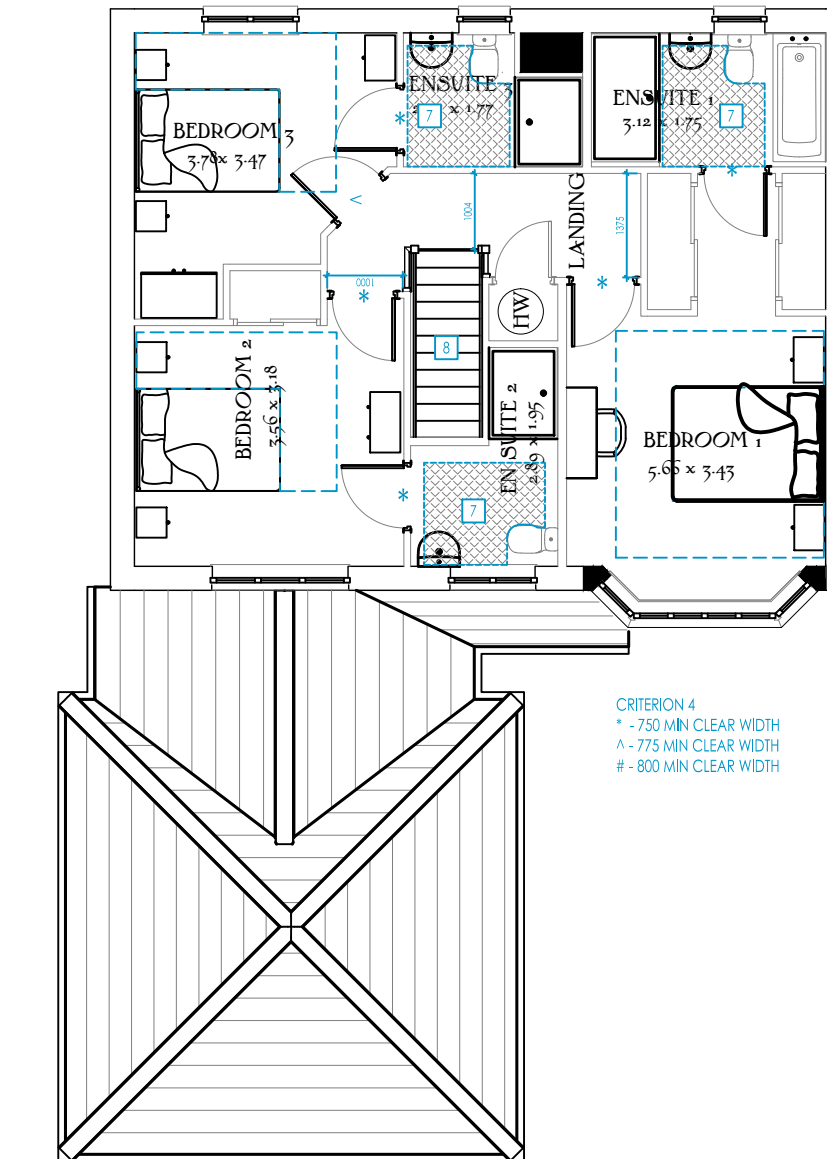 BEDROOM 3
3.78x 3.47
ENSUITE 3
x 1.77
7
ENSUITE 1
3.12 x 1.75
7
*
*
^
1004
LANDING
1375
1000
*
*
HW
8
BEDROOM 2
3.56 x 3.18
EN SUITE 2
2.89 x 1.95
BEDROOM 1
5.66 x 3.43
*
7
CRITERION 4
* - 750 MIN CLEAR WIDTH
^ - 775 MIN CLEAR WIDTH
# - 800 MIN CLEAR WIDTH